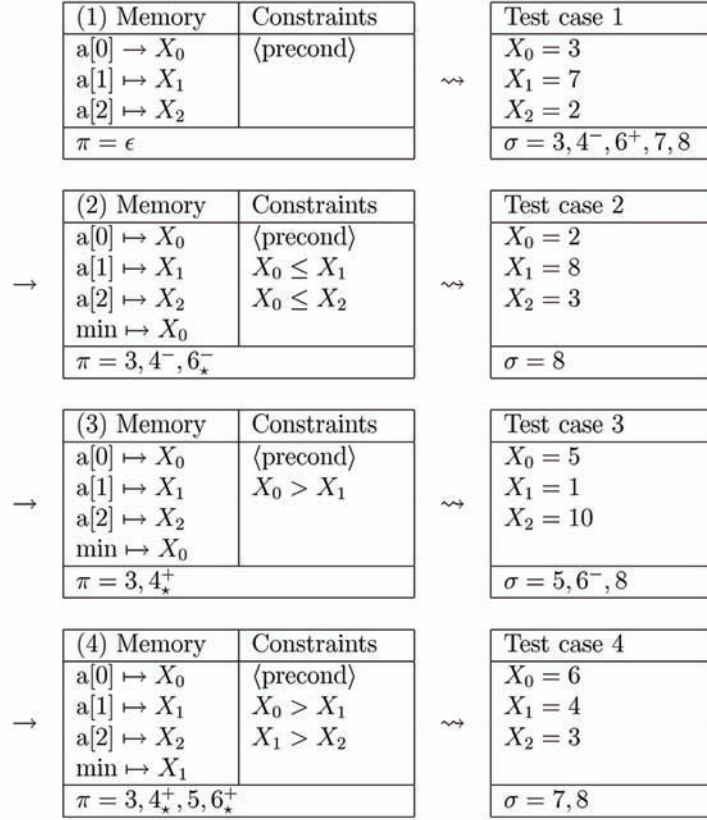 (1) Memory Constraints Test case 1
a[0] → X₀ ⟨precond⟩ X₀ = 3
a[1] ↦ X₁ ⇝ X₁ = 7
a[2] ↦ X₂ X₂ = 2
π = ϵ σ = 3, 4⁻, 6⁺, 7, 8
(2) Memory Constraints Test case 2
a[0] ↦ X₀ ⟨precond⟩ X₀ = 2
→ a[1] ↦ X₁ X₀ ≤ X₁ ⇝ X₁ = 8
a[2] ↦ X₂ X₀ ≤ X₂ X₂ = 3
min ↦ X₀
π = 3, 4⁻, 6⋆⁻ σ = 8
(3) Memory Constraints Test case 3
a[0] ↦ X₀ ⟨precond⟩ X₀ = 5
→ a[1] ↦ X₁ X₀ > X₁ ⇝ X₁ = 1
a[2] ↦ X₂ X₂ = 10
min ↦ X₀
π = 3, 4⋆⁺ σ = 5, 6⁻, 8
(4) Memory Constraints Test case 4
a[0] ↦ X₀ ⟨precond⟩ X₀ = 6
→ a[1] ↦ X₁ X₀ > X₁ ⇝ X₁ = 4
a[2] ↦ X₂ X₁ > X₂ X₂ = 3
min ↦ X₁
π = 3, 4⋆⁺, 5, 6⋆⁺ σ = 7, 8